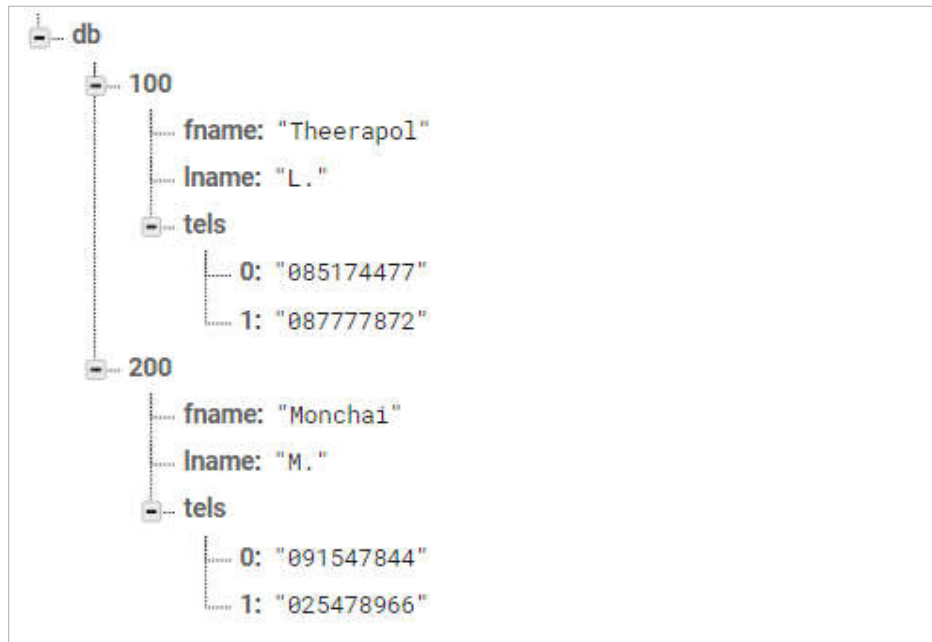 db
100
fname: "Theerapol"
lname: "L."
tels
0: "085174477"
1: "087777872"
200
fname: "Monchai"
lname: "M."
tels
0: "091547844"
1: "025478966"